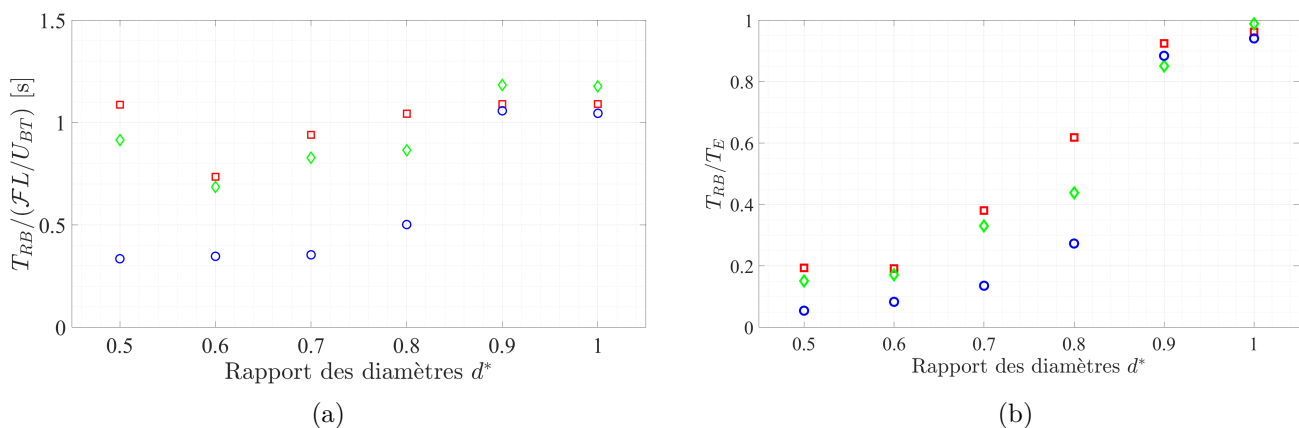 1.5
1
0.5
0
T_{RB}/(ℱL/U_{BT}) [s]
0.5 0.6 0.7 0.8 0.9 1
Rapport des diamètres d*
(a)
1
0.8
0.6
0.4
0.2
0
T_{RB}/T_E
0.5 0.6 0.7 0.8 0.9 1
Rapport des diamètres d*
(b)